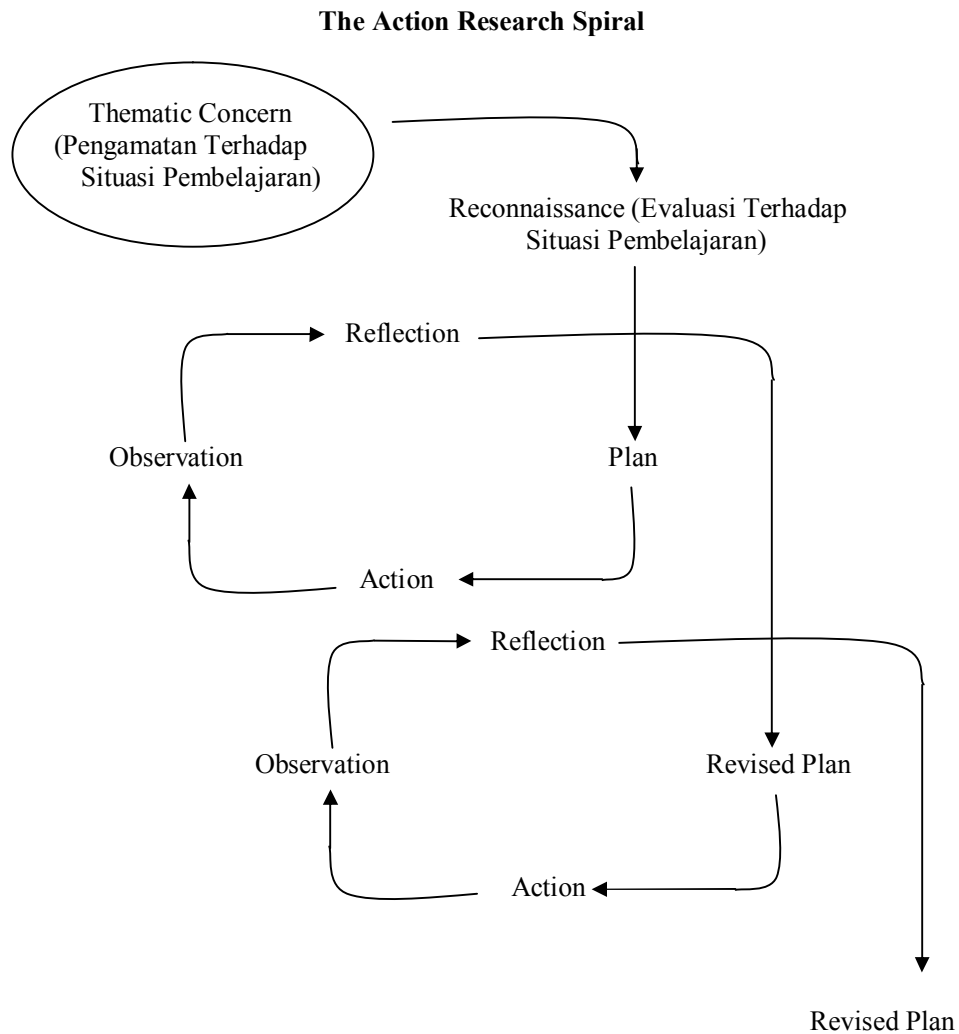 The Action Research Spiral
Thematic Concern
(Pengamatan Terhadap
Situasi Pembelajaran)
Reconnaissance (Evaluasi Terhadap
Situasi Pembelajaran)
Reflection
Observation
Plan
Action
Reflection
Observation
Revised Plan
Action
Revised Plan